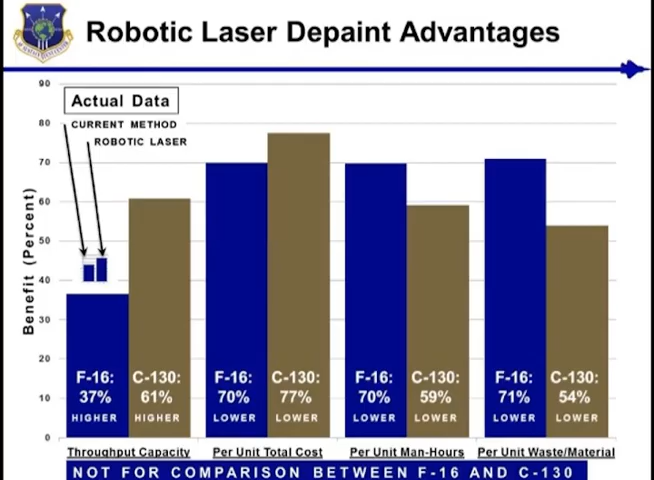 Robotic Laser Depaint Advantages
90
80
70
60
50
40
30
20
10
0
Benefit (Percent)
Actual Data
CURRENT METHOD
ROBOTIC LASER
F-16:
37%
HIGHER
C-130:
61%
HIGHER
F-16:
70%
LOWER
C-130:
77%
LOWER
F-16:
70%
LOWER
C-130:
59%
LOWER
F-16:
71%
LOWER
C-130:
54%
LOWER
Throughput Capacity
Per Unit Total Cost
Per Unit Man-Hours
Per Unit Waste/Material
NOT FOR COMPARISON BETWEEN F-16 AND C-130